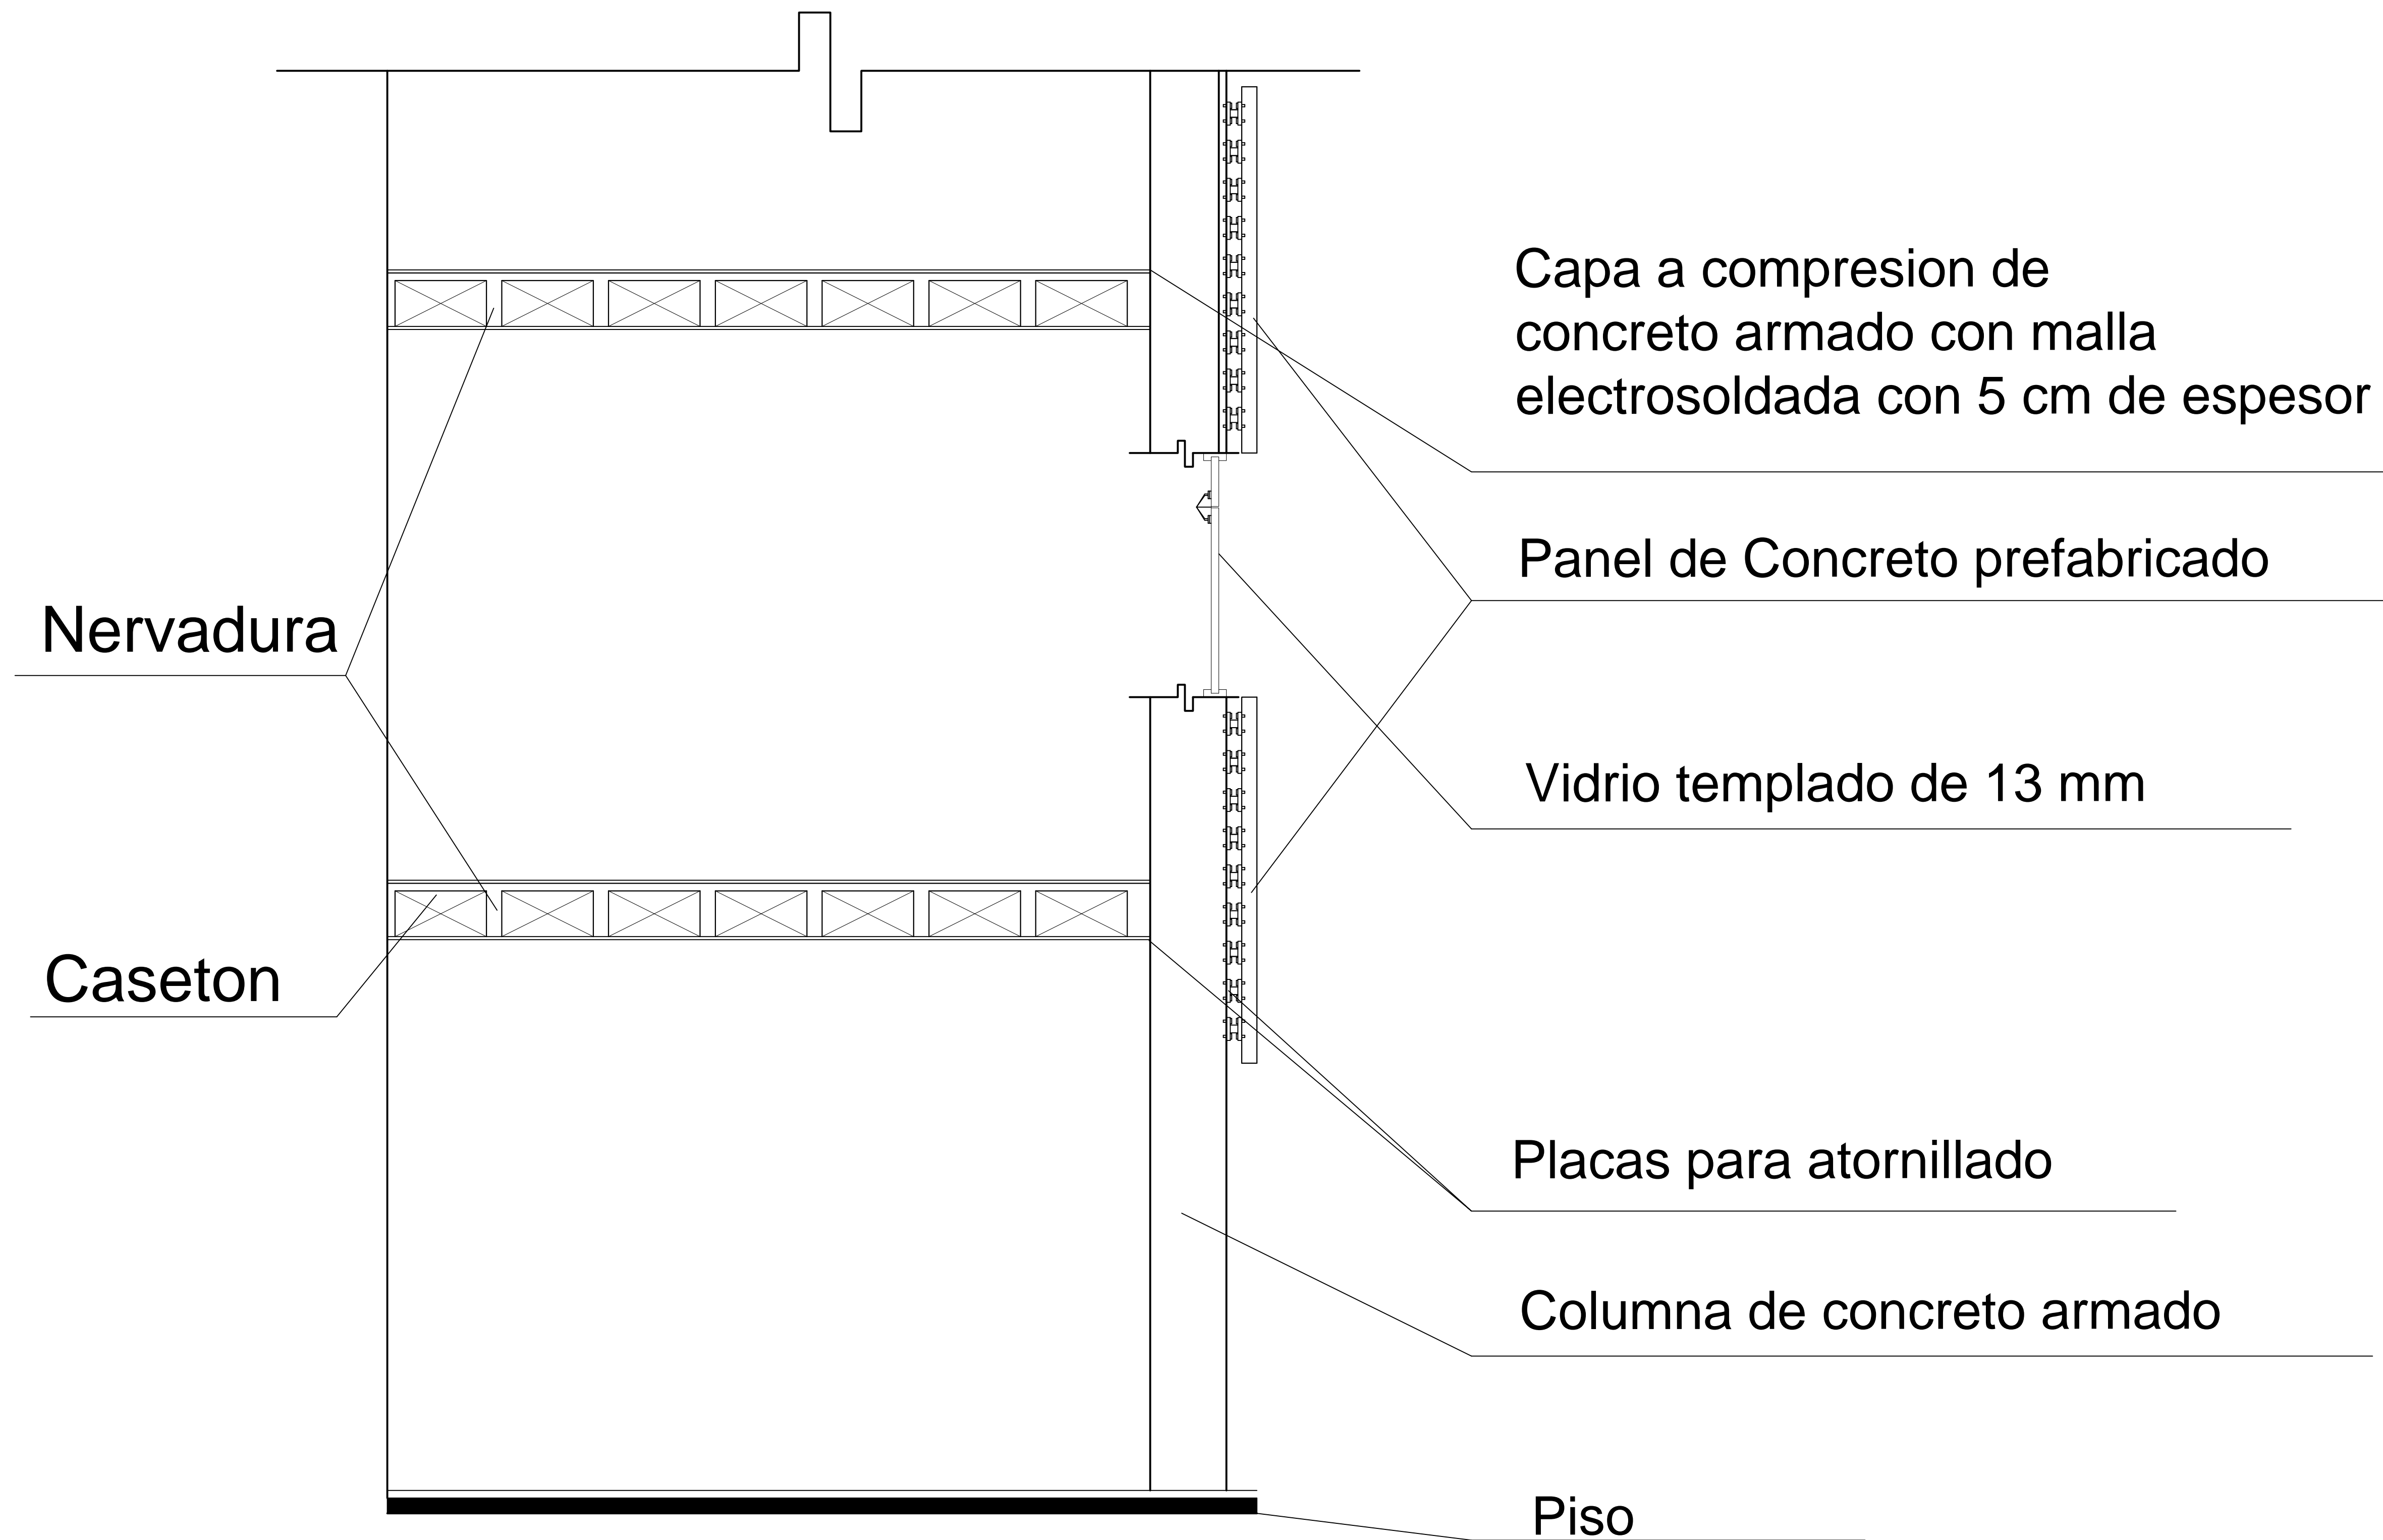 Capa a compresion de
concreto armado con malla
electrosoldada con 5 cm de espesor
Panel de Concreto prefabricado
Nervadura
Vidrio templado de 13 mm
Caseton
Placas para atornillado
Columna de concreto armado
Piso